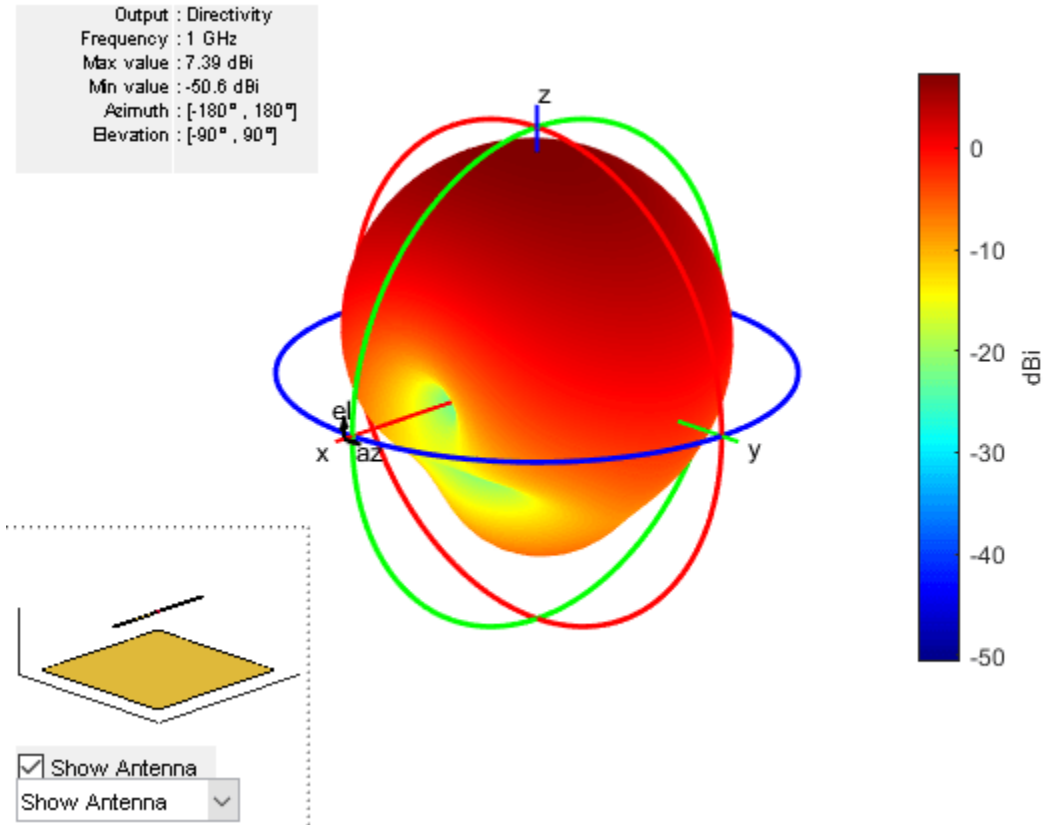 Output : Directivity
Frequency : 1 GHz
Max value : 7.39 dBi
Min value : -50.6 dBi
Azimuth : [-180° , 180°]
Elevation : [-90° , 90°]
z
x
el
az
y
0
-10
-20
-30
-40
-50
dBi
Show Antenna
Show Antenna